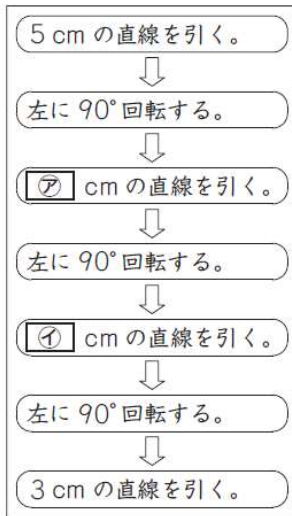 5 cm の直線を引く。
左に 90°回転する。
㋐ cm の直線を引く。
左に 90°回転する。
㋑ cm の直線を引く。
左に 90°回転する。
3 cm の直線を引く。